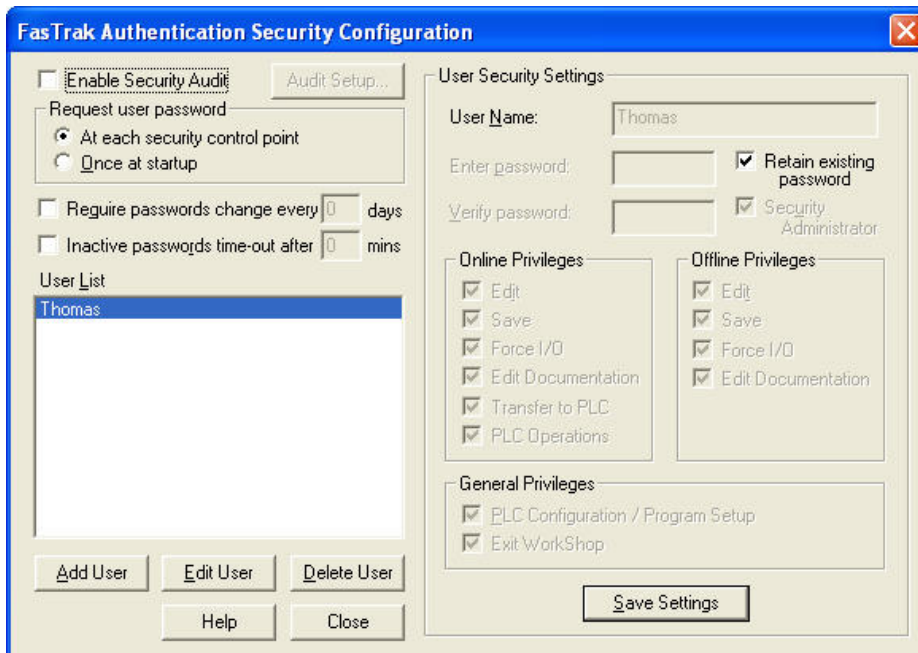 FasTrak Authentication Security Configuration
Enable Security Audit
Audit Setup...
Request user password
At each security control point
Once at startup
Reguire passwords change every 0 days
Inactive passwords time-out after 0 mins
User List
Thomas
Add User
Edit User
Delete User
Help
Close
User Security Settings
User Name: Thomas
Enter password:
Retain existing
password
Verify password:
Security
Administrator
Online Privileges
Edit
Save
Force I/O
Edit Documentation
Transfer to PLC
PLC Operations
Offline Privileges
Edit
Save
Force I/O
Edit Documentation
General Privileges
PLC Configuration / Program Setup
Exit WorkShop
Save Settings